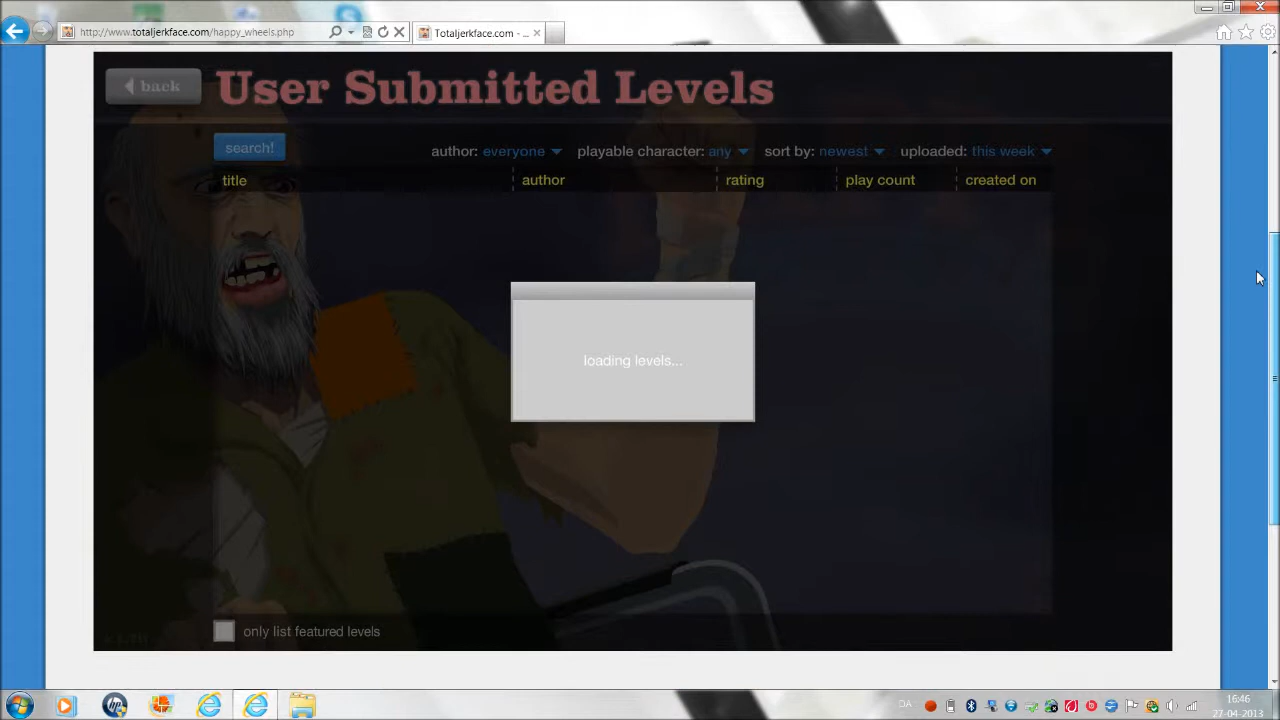 http://www.totaljerkface.com/happy_wheels.php
Totaljerkface.com - ...
back
User Submitted Levels
search!
author: everyone
playable character: any
sort by: newest
uploaded: this week
title
author
rating
play count
created on
loading levels...
only list featured levels
DA
16:46
27-04-2013